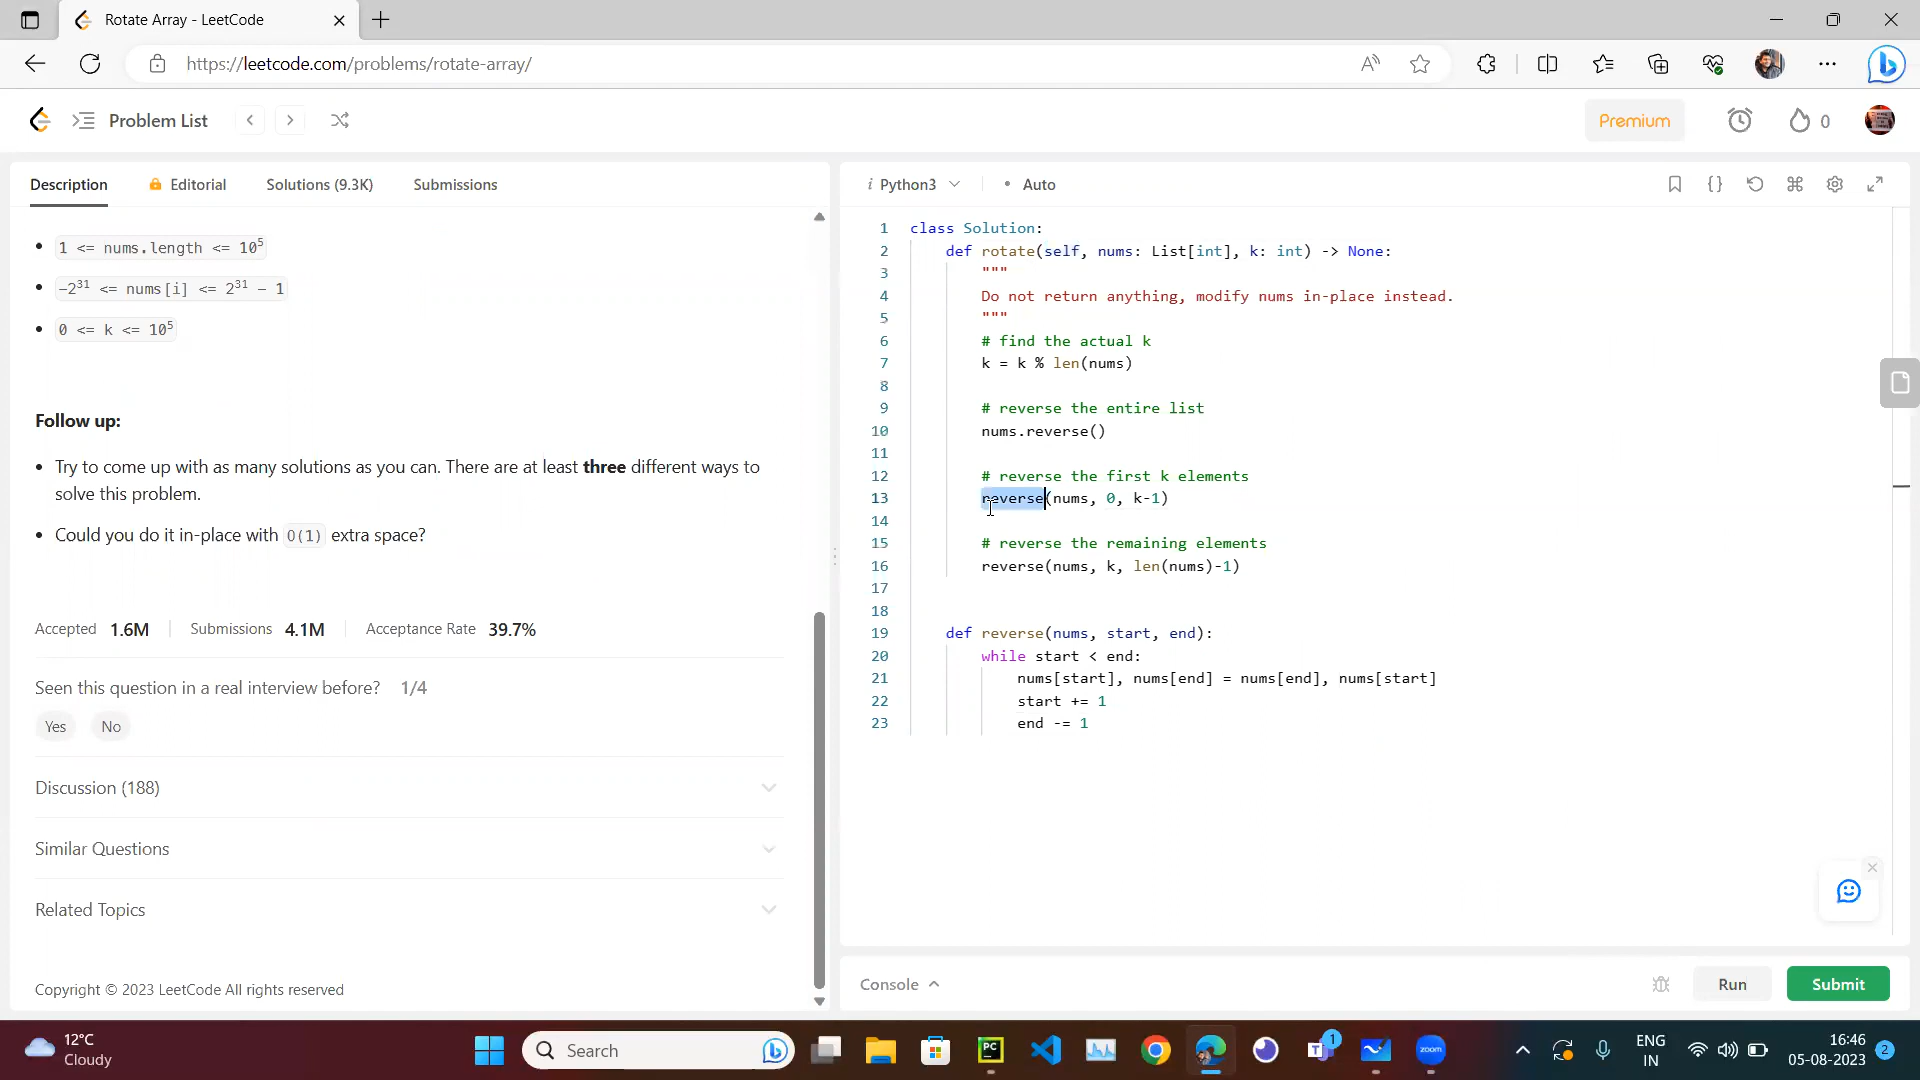 Rotate Array - LeetCode
https://leetcode.com/problems/rotate-array/
Problem List
Premium
0
Description
Editorial
Solutions (9.3K)
Submissions
1 <= nums.length <= 10⁵
-2³¹ <= nums[i] <= 2³¹ - 1
0 <= k <= 10⁵
Follow up:
Try to come up with as many solutions as you can. There are at least three different ways to
solve this problem.
Could you do it in-place with O(1) extra space?
Accepted 1.6M Submissions 4.1M Acceptance Rate 39.7%
Seen this question in a real interview before? 1/4
Yes No
Discussion (188)
Similar Questions
Related Topics
Copyright © 2023 LeetCode All rights reserved
i Python3 • Auto
1 class Solution:
2 def rotate(self, nums: List[int], k: int) -> None:
3 """
4 Do not return anything, modify nums in-place instead.
5 """
6 # find the actual k
7 k = k % len(nums)
8
9 # reverse the entire list
10 nums.reverse()
11
12 # reverse the first k elements
13 reverse(nums, 0, k-1)
14
15 # reverse the remaining elements
16 reverse(nums, k, len(nums)-1)
17
18
19 def reverse(nums, start, end):
20 while start < end:
21 nums[start], nums[end] = nums[end], nums[start]
22 start += 1
23 end -= 1
Console
Run
Submit
12°C
Cloudy
Search
PC
1
zoom
ENG
IN
16:46
05-08-2023
2